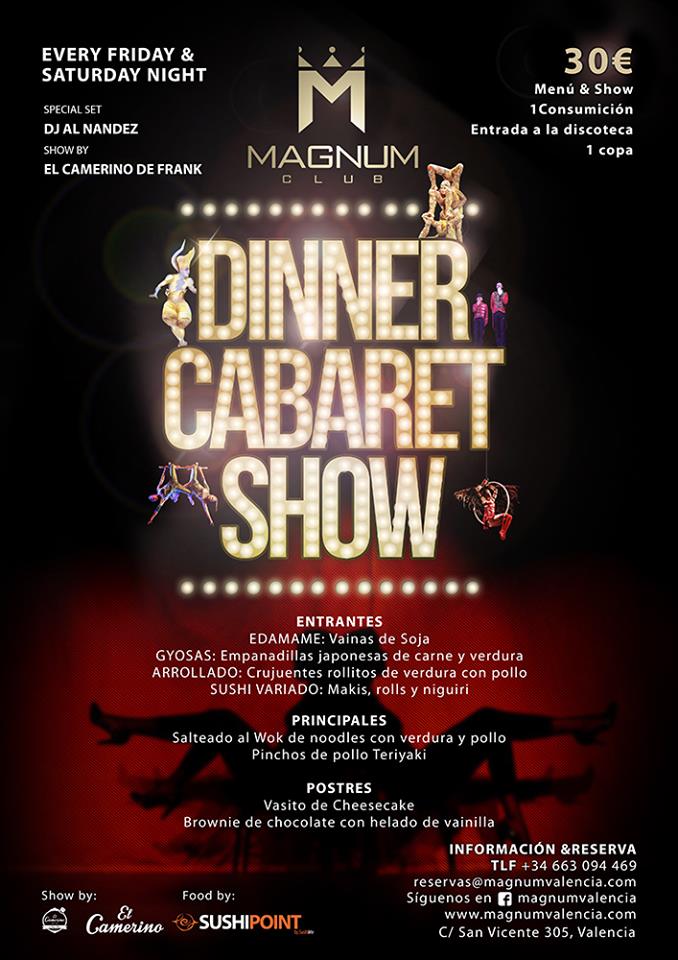 EVERY FRIDAY &
SATURDAY NIGHT
SPECIAL SET
DJ AL NANDEZ
SHOW BY
EL CAMERINO DE FRANK
M
MAGNUM
CLUB
30€
Menú & Show
1Consumición
Entrada a la discoteca
1 copa
DINNER
CABARET
SHOW
ENTRANTES
EDAMAME: Vainas de Soja
GYOSAS: Empanadillas japonesas de carne y verdura
ARROLLADO: Crujuentes rollitos de verdura con pollo
SUSHI VARIADO: Makis, rolls y niguiri
PRINCIPALES
Salteado al Wok de noodles con verdura y pollo
Pinchos de pollo Teriyaki
POSTRES
Vasito de Cheesecake
Brownie de chocolate con helado de vainilla
INFORMACIÓN &RESERVA
TLF +34 663 094 469
reservas@magnumvalencia.com
Síguenos en f magnumvalencia
www.magnumvalencia.com
C/ San Vicente 305, Valencia
Show by:
El
Camerino
Food by:
SUSHIPOINT